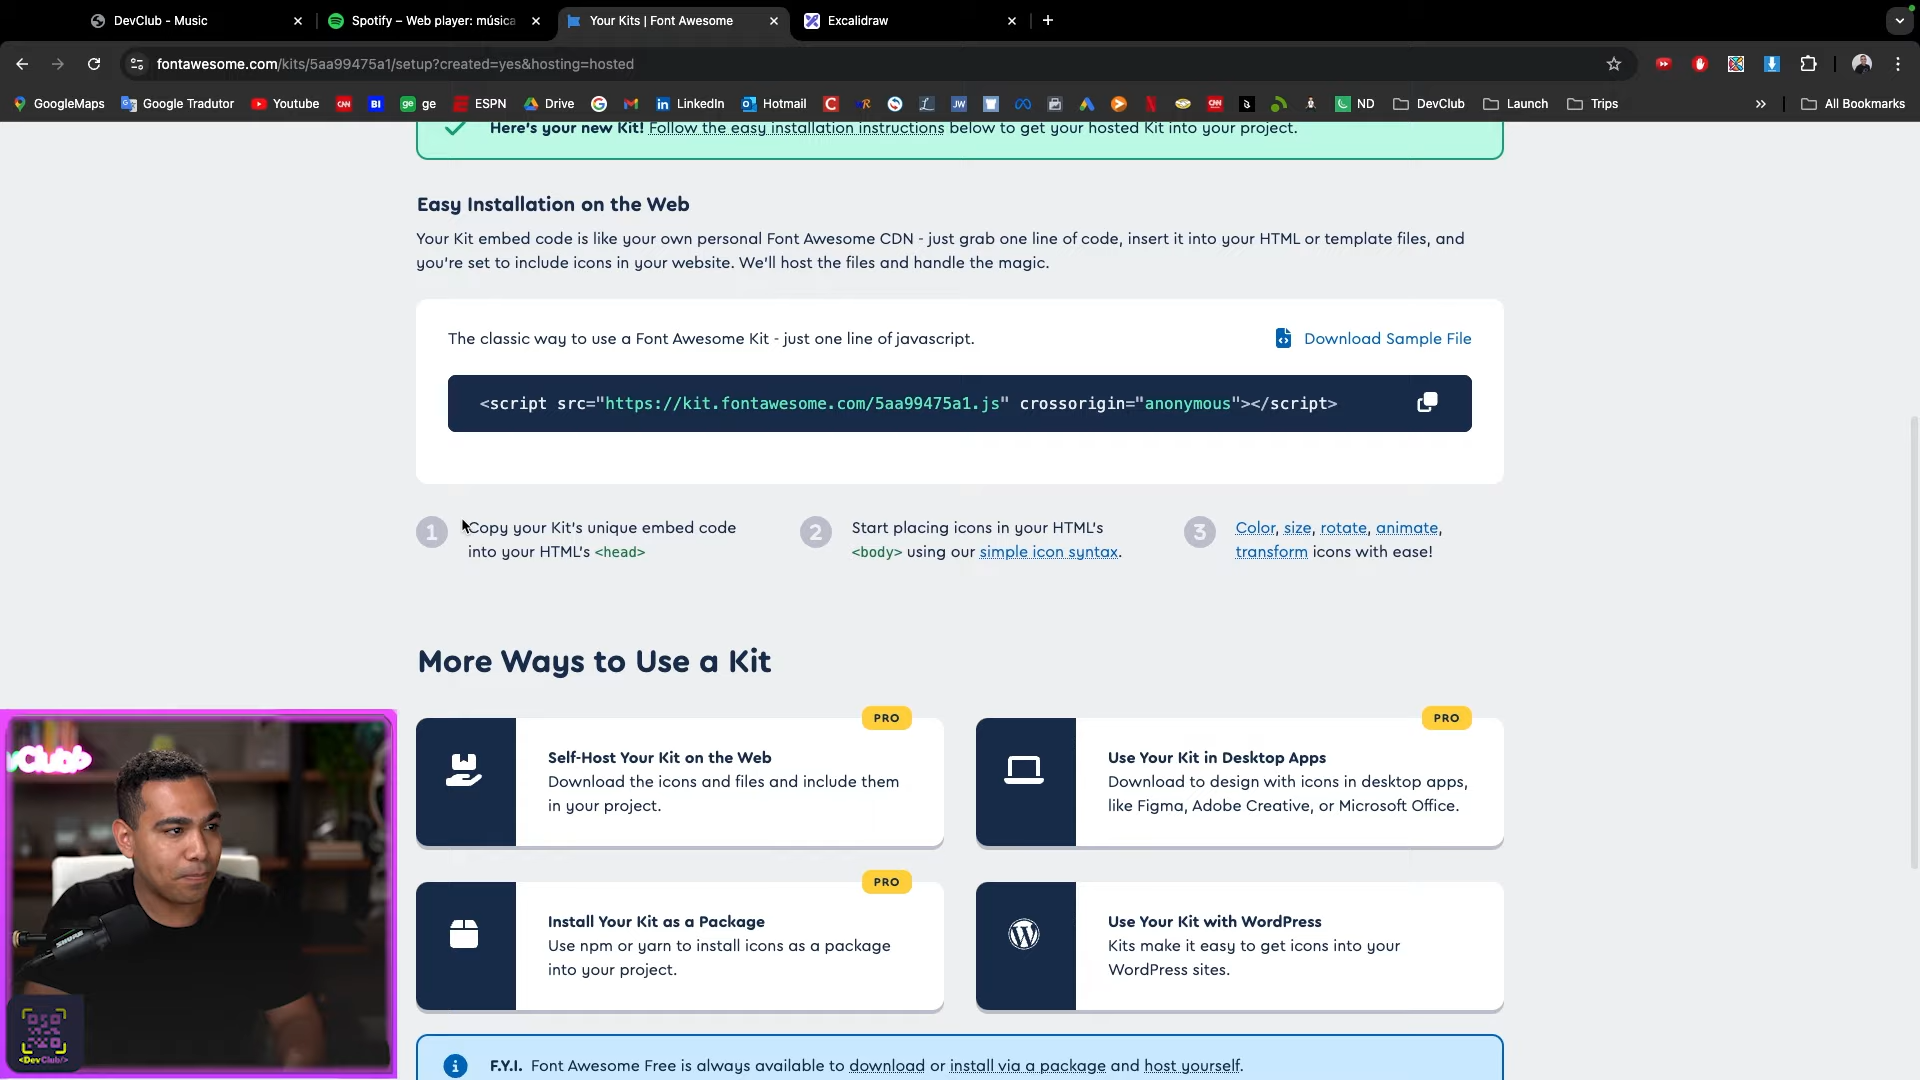 DevClub - Music
Spotify – Web player: música
Your Kits | Font Awesome
Excalidraw
fontawesome.com/kits/5aa99475a1/setup?created=yes&hosting=hosted
GoogleMaps
Google Tradutor
Youtube
CNN
BI
ge
ESPN
Drive
LinkedIn
Hotmail
JW
ND
DevClub
Launch
Trips
All Bookmarks
Here's your new Kit! Follow the easy installation instructions below to get your hosted Kit into your project.
Easy Installation on the Web
Your Kit embed code is like your own personal Font Awesome CDN - just grab one line of code, insert it into your HTML or template files, and
you're set to include icons in your website. We'll host the files and handle the magic.
The classic way to use a Font Awesome Kit - just one line of javascript.
Download Sample File
<script src="https://kit.fontawesome.com/5aa99475a1.js" crossorigin="anonymous"></script>
1
Copy your Kit's unique embed code
into your HTML's <head>
2
Start placing icons in your HTML's
<body> using our simple icon syntax.
3
Color, size, rotate, animate,
transform icons with ease!
More Ways to Use a Kit
PRO
Self-Host Your Kit on the Web
Download the icons and files and include them
in your project.
PRO
Use Your Kit in Desktop Apps
Download to design with icons in desktop apps,
like Figma, Adobe Creative, or Microsoft Office.
PRO
Install Your Kit as a Package
Use npm or yarn to install icons as a package
into your project.
Use Your Kit with WordPress
Kits make it easy to get icons into your
WordPress sites.
F.Y.I. Font Awesome Free is always available to download or install via a package and host yourself.
vClub
SHURE
<DevClub/>